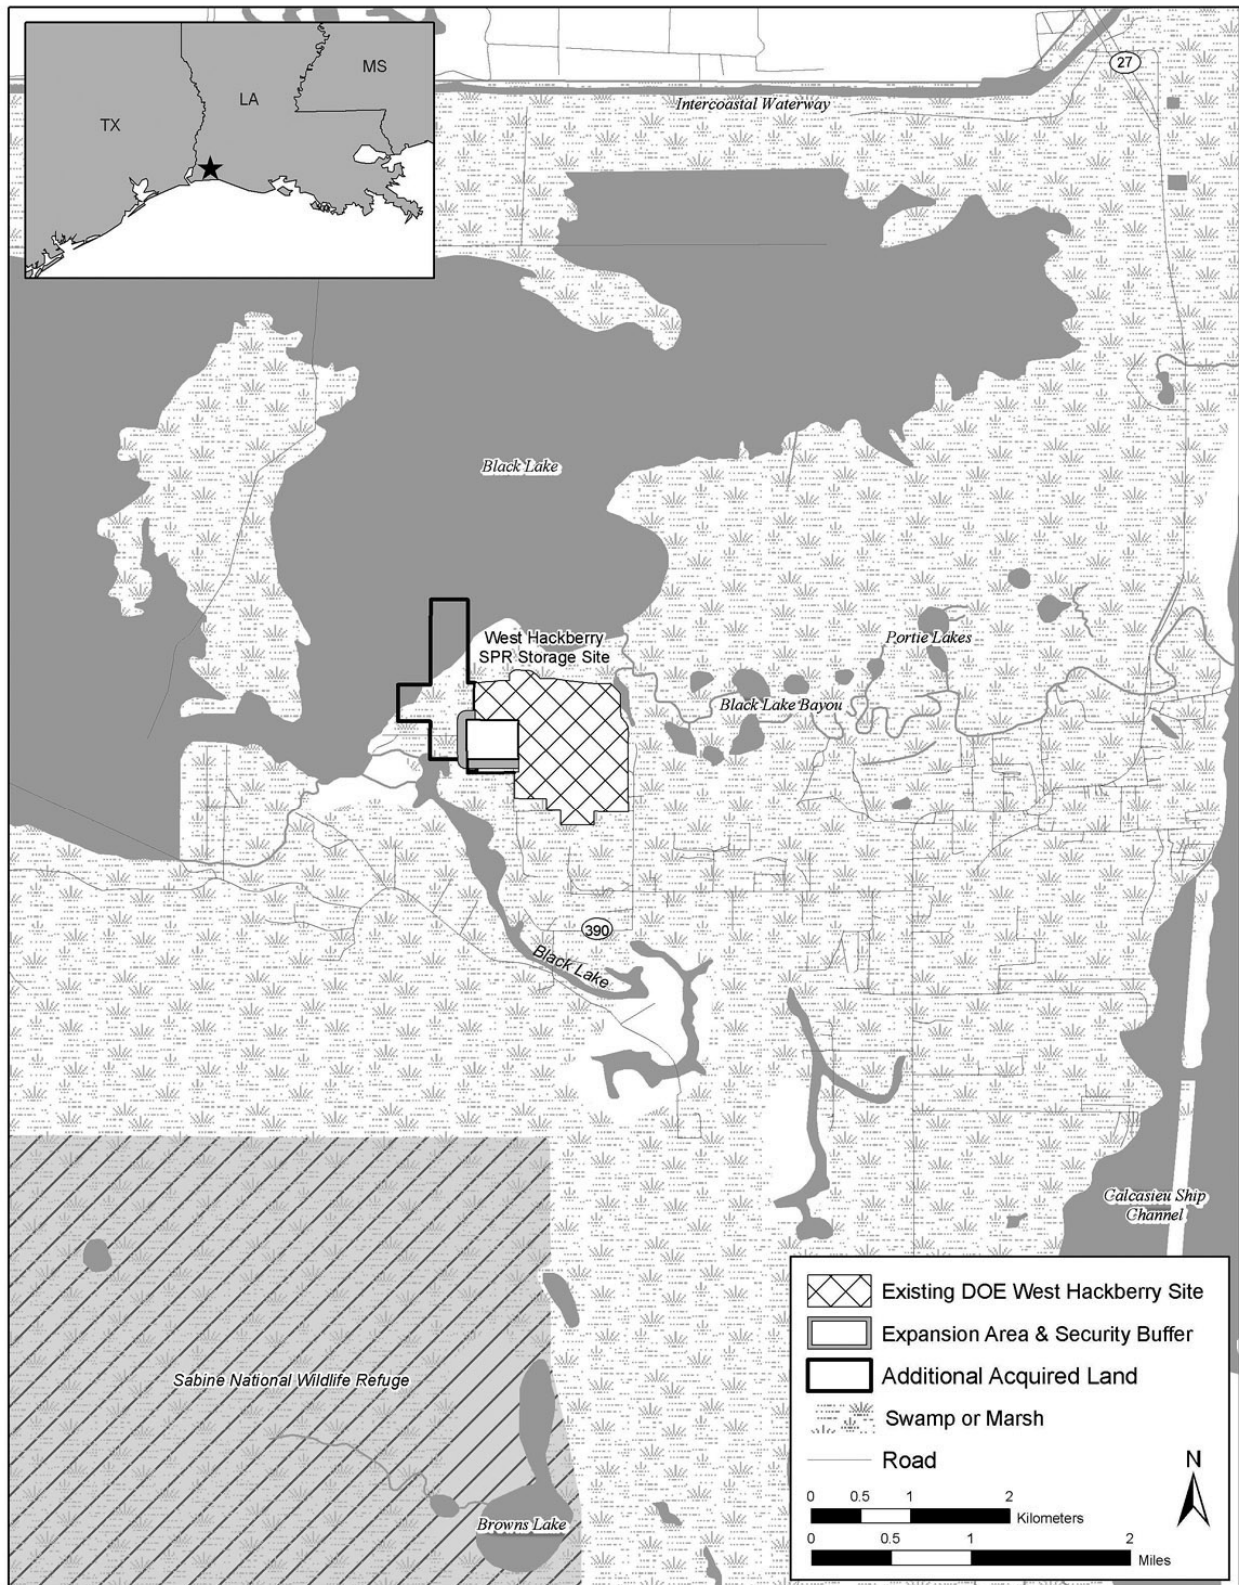 MS
LA
TX
27
Intercoastal Waterway
Black Lake
West Hackberry
SPR Storage Site
Portie Lakes
Black Lake Bayou
390
Black Lake
Calcasieu Ship
Channel
Sabine National Wildlife Refuge
Browns Lake
Existing DOE West Hackberry Site
Expansion Area & Security Buffer
Additional Acquired Land
Swamp or Marsh
Road
N
0 0.5 1 2
Kilometers
0 0.5 1 2
Miles